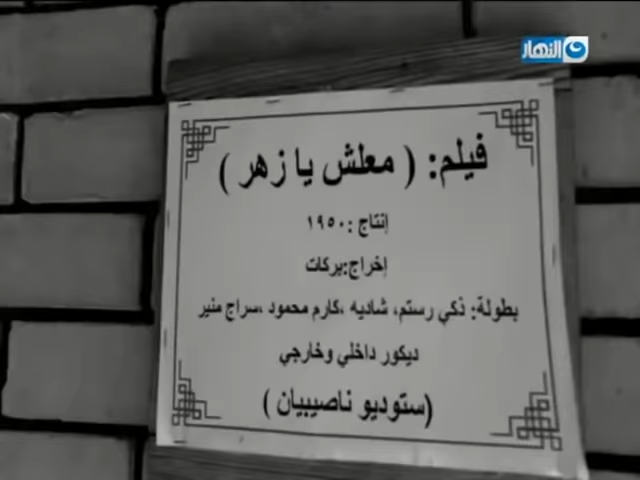 النهار
فيلم: ( معلش يا زهر )
إنتاج : ١٩٥٠
إخراج:بركات
بطولة: ذكي رستم، شاديه ،كارم محمود ،سراج منير
ديكور داخلي وخارجي
(ستوديو ناصيبيان )